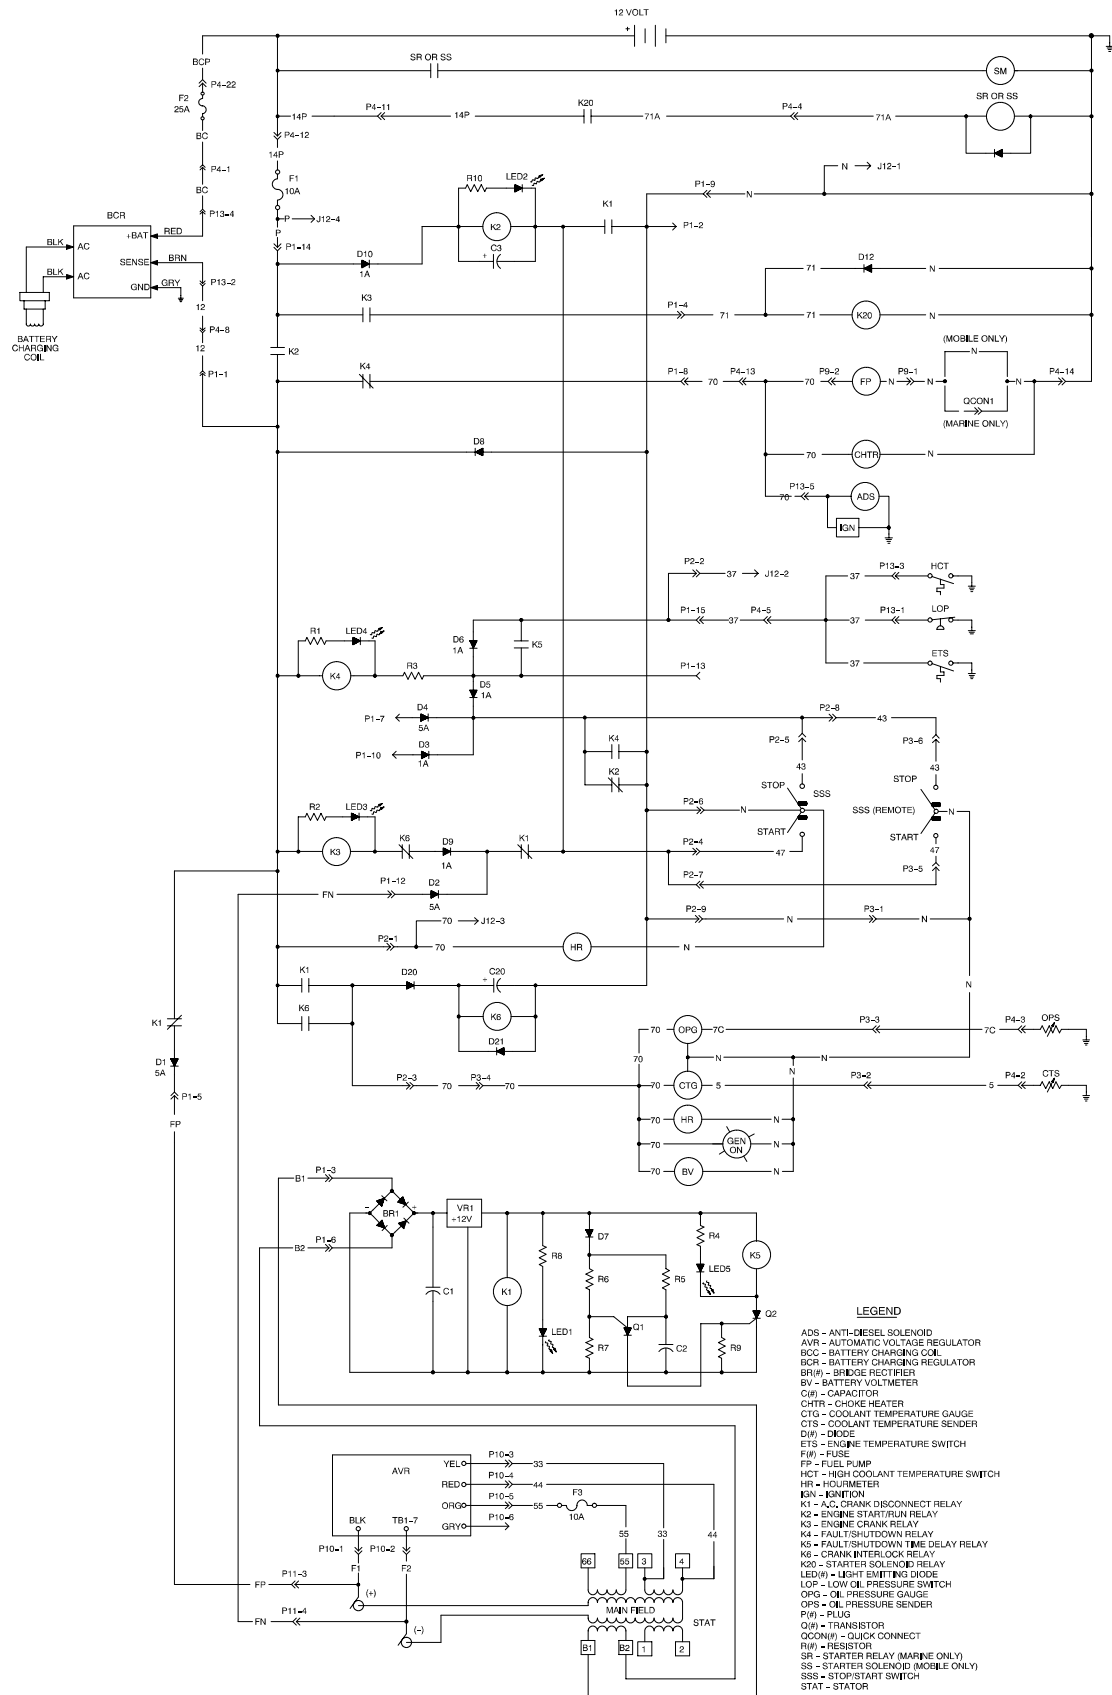 12 VOLT
+
SR OR SS
SM
BCP
P4-22
F2
25A
BC
P4-1
BC
P13-4
14P
P4-11
14P
K20
71A
P4-4
71A
SR OR SS
P4-12
14P
F1
10A
P
J12-4
P
P1-14
R10
LED2
K2
C3
+
K1
P1-9
N
N
J12-1
P1-2
BCR
+BAT
RED
BLK
AC
SENSE
BRN
BLK
AC
GND
GRY
P13-2
12
P4-8
12
P1-1
BATTERY
CHARGING
COIL
D10
1A
K3
P1-4
71
71
D12
N
71
K20
N
K2
K4
P1-8
70
P4-13
70
P9-2
FP
N
P9-1
N
(MOBILE ONLY)
N
QCON1
(MARINE ONLY)
N
P4-14
D8
70
CHTR
N
70
P13-5
ADS
IGN
P2-2
37
J12-2
37
P13-3
HCT
P1-15
37
P4-5
37
P13-1
LOP
37
ETS
R1
LED4
D6
1A
K5
K4
R3
D5
1A
P1-13
P1-7
D4
5A
P1-10
D3
1A
P2-8
43
P2-5
43
P3-6
43
K4
K2
STOP
SSS
START
STOP
SSS (REMOTE)
N
START
P2-6
N
P2-4
47
47
P2-7
P3-5
R2
LED3
K3
K6
D9
1A
K1
FN
P1-12
D2
5A
P2-9
N
P3-1
N
70
J12-3
P2-1
70
HR
N
K1
D20
C20
+
K6
K6
D21
N
K1
D1
5A
P1-5
FP
P2-3
70
P3-4
70
70
OPG
7C
P3-3
7C
P4-3
OPS
70
N
N
70
CTG
5
P3-2
5
P4-2
CTS
N
70
HR
N
70
GEN
ON
N
70
BV
N
B1
P1-3
-
BR1
+
B2
P1-6
VR1
+12V
C1
K1
R8
LED1
D7
R6
R5
Q1
R7
C2
R4
LED5
K5
Q2
R9
AVR
YEL
P10-3
33
RED
P10-4
44
ORG
P10-5
55
F3
10A
GRY
P10-6
BLK
TB1-7
P10-1
P10-2
F1
F2
55
33
44
FP
P11-3
(+)
FN
P11-4
(-)
66
55
3
4
MAIN FIELD
STAT
B1
B2
1
2
LEGEND
ADS - ANTI-DIESEL SOLENOID
AVR - AUTOMATIC VOLTAGE REGULATOR
BCC - BATTERY CHARGING COIL
BCR - BATTERY CHARGING REGULATOR
BR(#) - BRIDGE RECTIFIER
BV - BATTERY VOLTMETER
C(#) - CAPACITOR
CHTR - CHOKE HEATER
CTG - COOLANT TEMPERATURE GAUGE
CTS - COOLANT TEMPERATURE SENDER
D(#) - DIODE
ETS - ENGINE TEMPERATURE SWITCH
F(#) - FUSE
FP - FUEL PUMP
HCT - HIGH COOLANT TEMPERATURE SWITCH
HR - HOURMETER
IGN - IGNITION
K1 - A.C. CRANK DISCONNECT RELAY
K2 - ENGINE START/RUN RELAY
K3 - ENGINE CRANK RELAY
K4 - FAULT/SHUTDOWN RELAY
K5 - FAULT/SHUTDOWN TIME DELAY RELAY
K6 - CRANK INTERLOCK RELAY
K20 - STARTER SOLENOID RELAY
LED(#) - LIGHT EMITTING DIODE
LOP - LOW OIL PRESSURE SWITCH
OPG - OIL PRESSURE GAUGE
OPS - OIL PRESSURE SENDER
P(#) - PLUG
Q(#) - TRANSISTOR
QCON(#) - QUICK CONNECT
R(#) - RESISTOR
SR - STARTER RELAY (MARINE ONLY)
SS - STARTER SOLENOID (MOBILE ONLY)
SSS - STOP/START SWITCH
STAT - STATOR